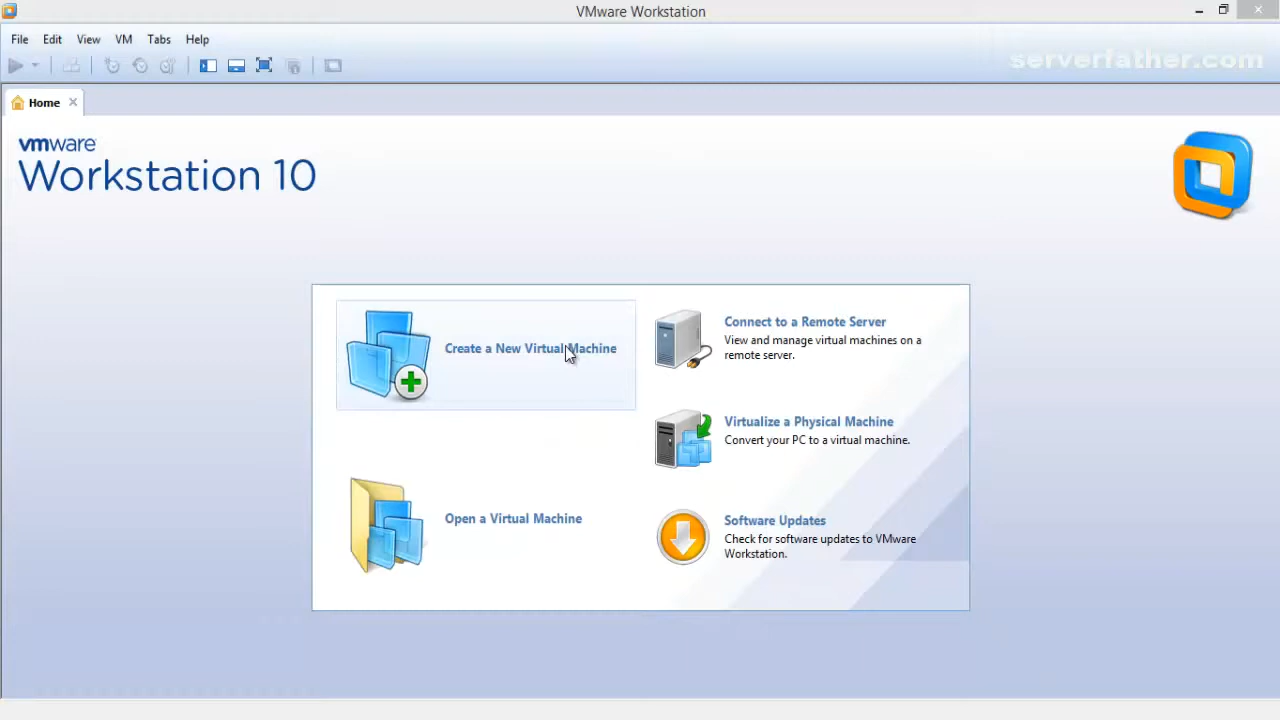 VMware Workstation
File Edit View VM Tabs Help
serverfather.com
Home
vmware
Workstation 10
Create a New Virtual Machine
Connect to a Remote Server
View and manage virtual machines on a
remote server.
Virtualize a Physical Machine
Convert your PC to a virtual machine.
Open a Virtual Machine
Software Updates
Check for software updates to VMware
Workstation.